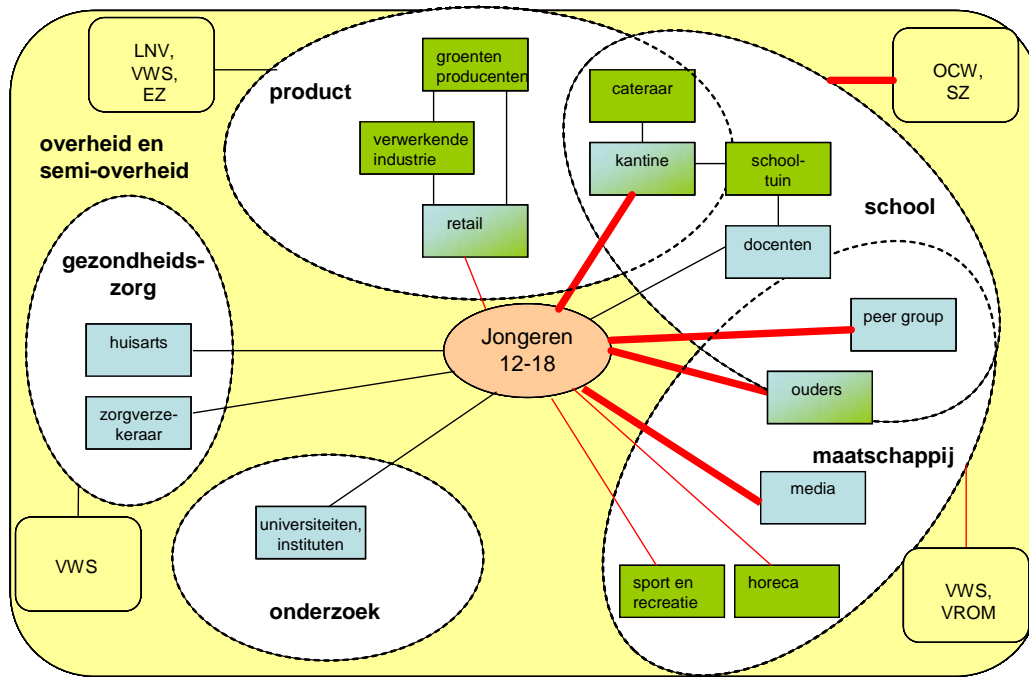 LNV,
VWS,
EZ
overheid en
semi-overheid
product
groenten
producenten
verwerkende
industrie
retail
cateraar
kantine
school-
tuin
docenten
school
OCW,
SZ
gezondheids-
zorg
huisarts
zorgverze-
keraar
VWS
Jongeren
12-18
peer group
ouders
maatschappij
media
sport en
recreatie
horeca
VWS,
VROM
universiteiten,
instituten
onderzoek